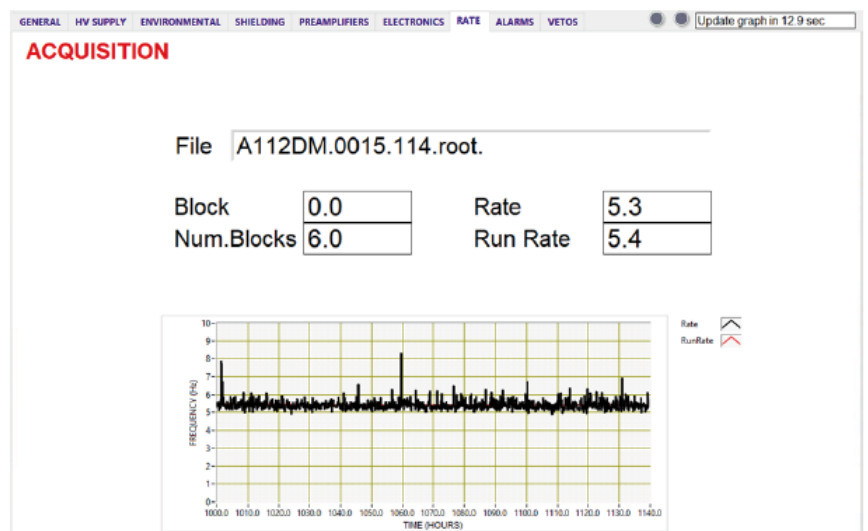 GENERAL HV SUPPLY ENVIRONMENTAL SHIELDING PREAMPLIFIERS ELECTRONICS RATE ALARMS VETOS Update graph in 12.9 sec
ACQUISITION
File A112DM.0015.114.root.
Block 0.0 Rate 5.3
Num.Blocks 6.0 Run Rate 5.4
Rate
RunRate
FREQUENCY (Hz)
10
9
8
7
6
5
4
3
2
1
0
1000.0 1010.0 1020.0 1030.0 1040.0 1050.0 1060.0 1070.0 1080.0 1090.0 1100.0 1110.0 1120.0 1130.0 1140.0
TIME (HOURS)